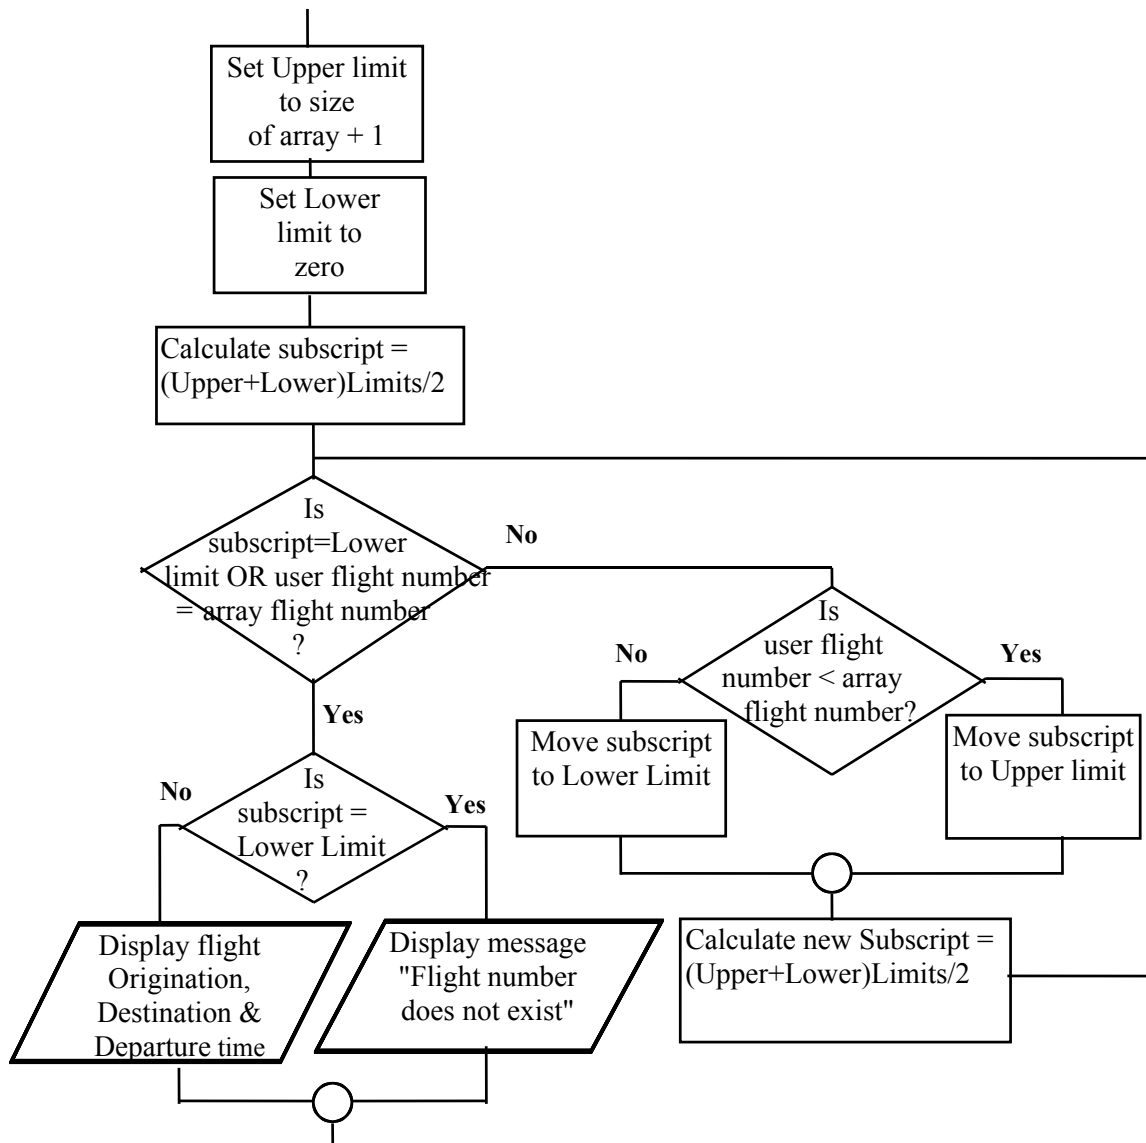 Set Upper limit
to size
of array + 1
Set Lower
limit to
zero
Calculate subscript =
(Upper+Lower)Limits/2
Is
subscript=Lower
limit OR user flight number
= array flight number
?
No
Yes
Is
user flight
number < array
flight number?
No
Yes
Move subscript
to Lower Limit
Move subscript
to Upper limit
Calculate new Subscript =
(Upper+Lower)Limits/2
Is
subscript =
Lower Limit
?
No
Yes
Display flight
Origination,
Destination &
Departure time
Display message
"Flight number
does not exist"